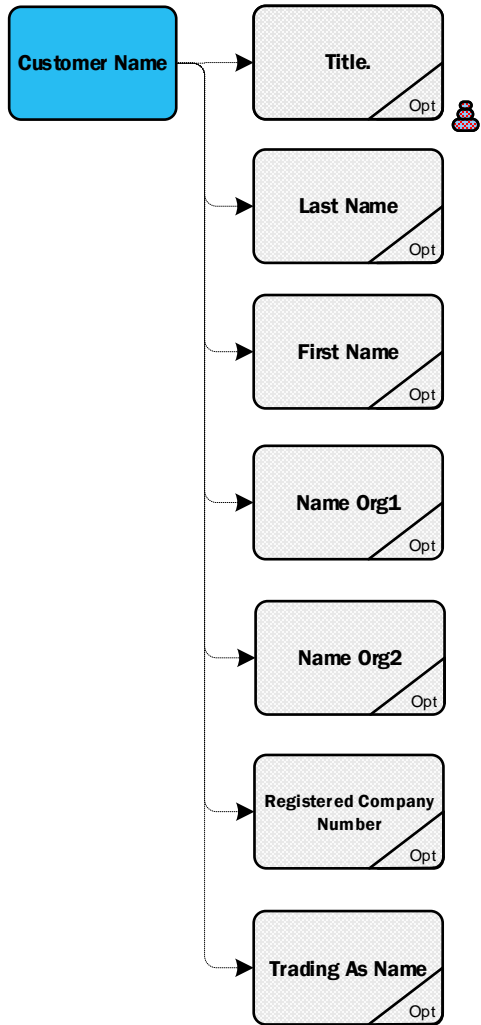 Customer Name
Title.
Opt
Last Name
Opt
First Name
Opt
Name Org1
Opt
Name Org2
Opt
Registered Company
Number
Opt
Trading As Name
Opt